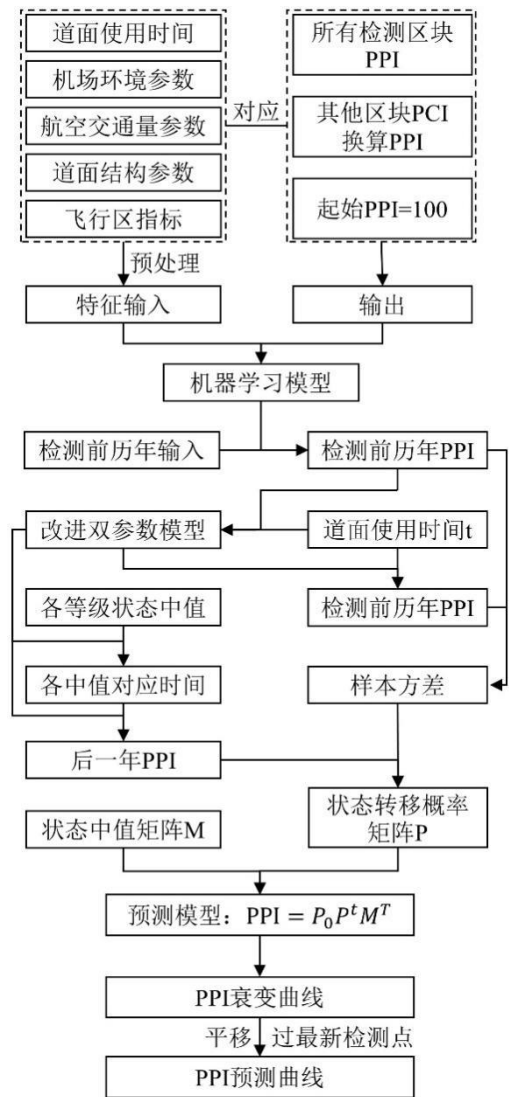 道面使用时间
机场环境参数
航空交通量参数
道面结构参数
飞行区指标
对应
所有检测区块
PPI
其他区块PCI
换算PPI
起始PPI=100
预处理
特征输入
输出
机器学习模型
检测前历年输入
检测前历年PPI
改进双参数模型
道面使用时间t
各等级状态中值
检测前历年PPI
各中值对应时间
样本方差
后一年PPI
状态中值矩阵M
状态转移概率
矩阵P
预测模型：PPI = P₀PᵗMᵀ
PPI衰变曲线
平移
过最新检测点
PPI预测曲线